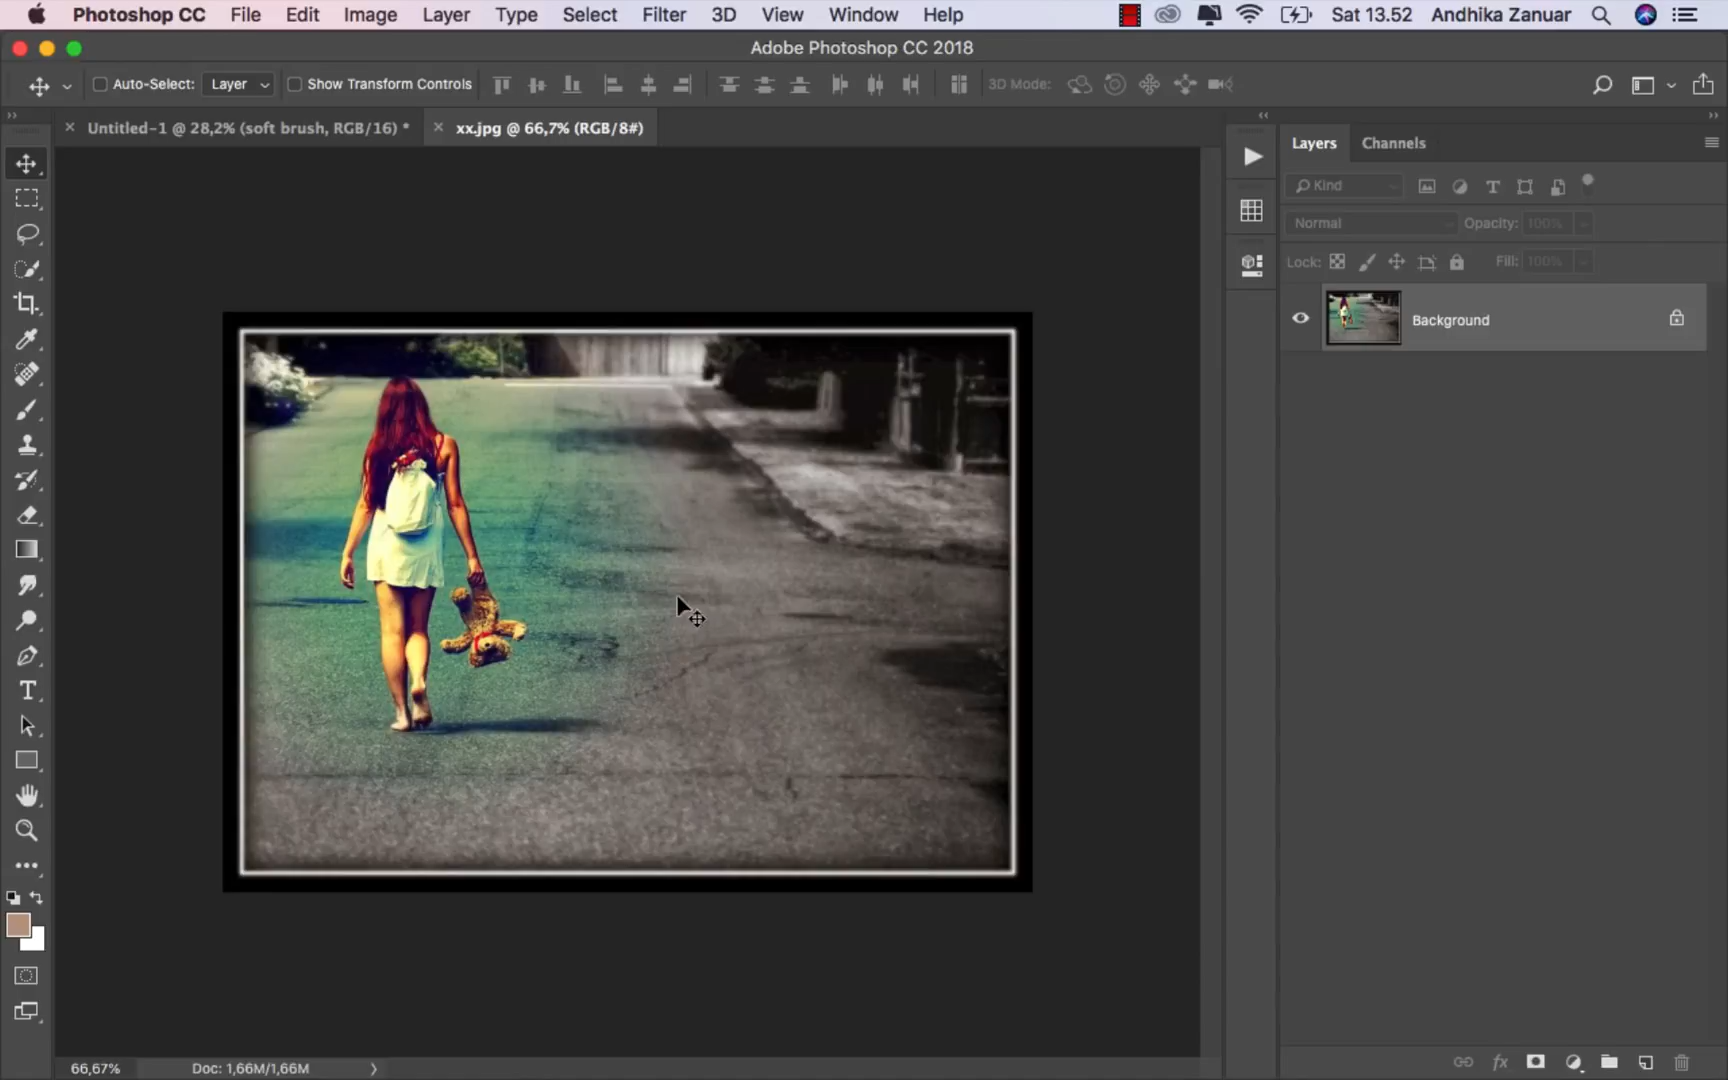 Photoshop CC File Edit Image Layer Type Select Filter 3D View Window Help Sat 13.52 Andhika Zanuar
Adobe Photoshop CC 2018
Auto-Select: Layer Show Transform Controls 3D Mode:
Untitled-1 @ 28,2% (soft brush, RGB/16) * xx.jpg @ 66,7% (RGB/8#)
Layers Channels
Kind
Normal Opacity: 100%
Lock: Fill: 100%
Background
66,67% Doc: 1,66M/1,66M